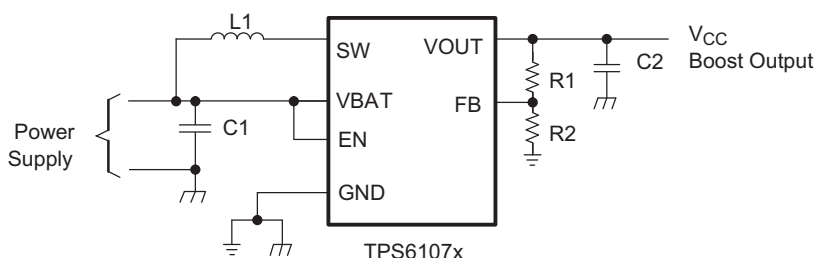 L1
SW
VOUT
VCC
Boost Output
C2
R1
VBAT
FB
C1
R2
Power
Supply
EN
GND
TPS6107x